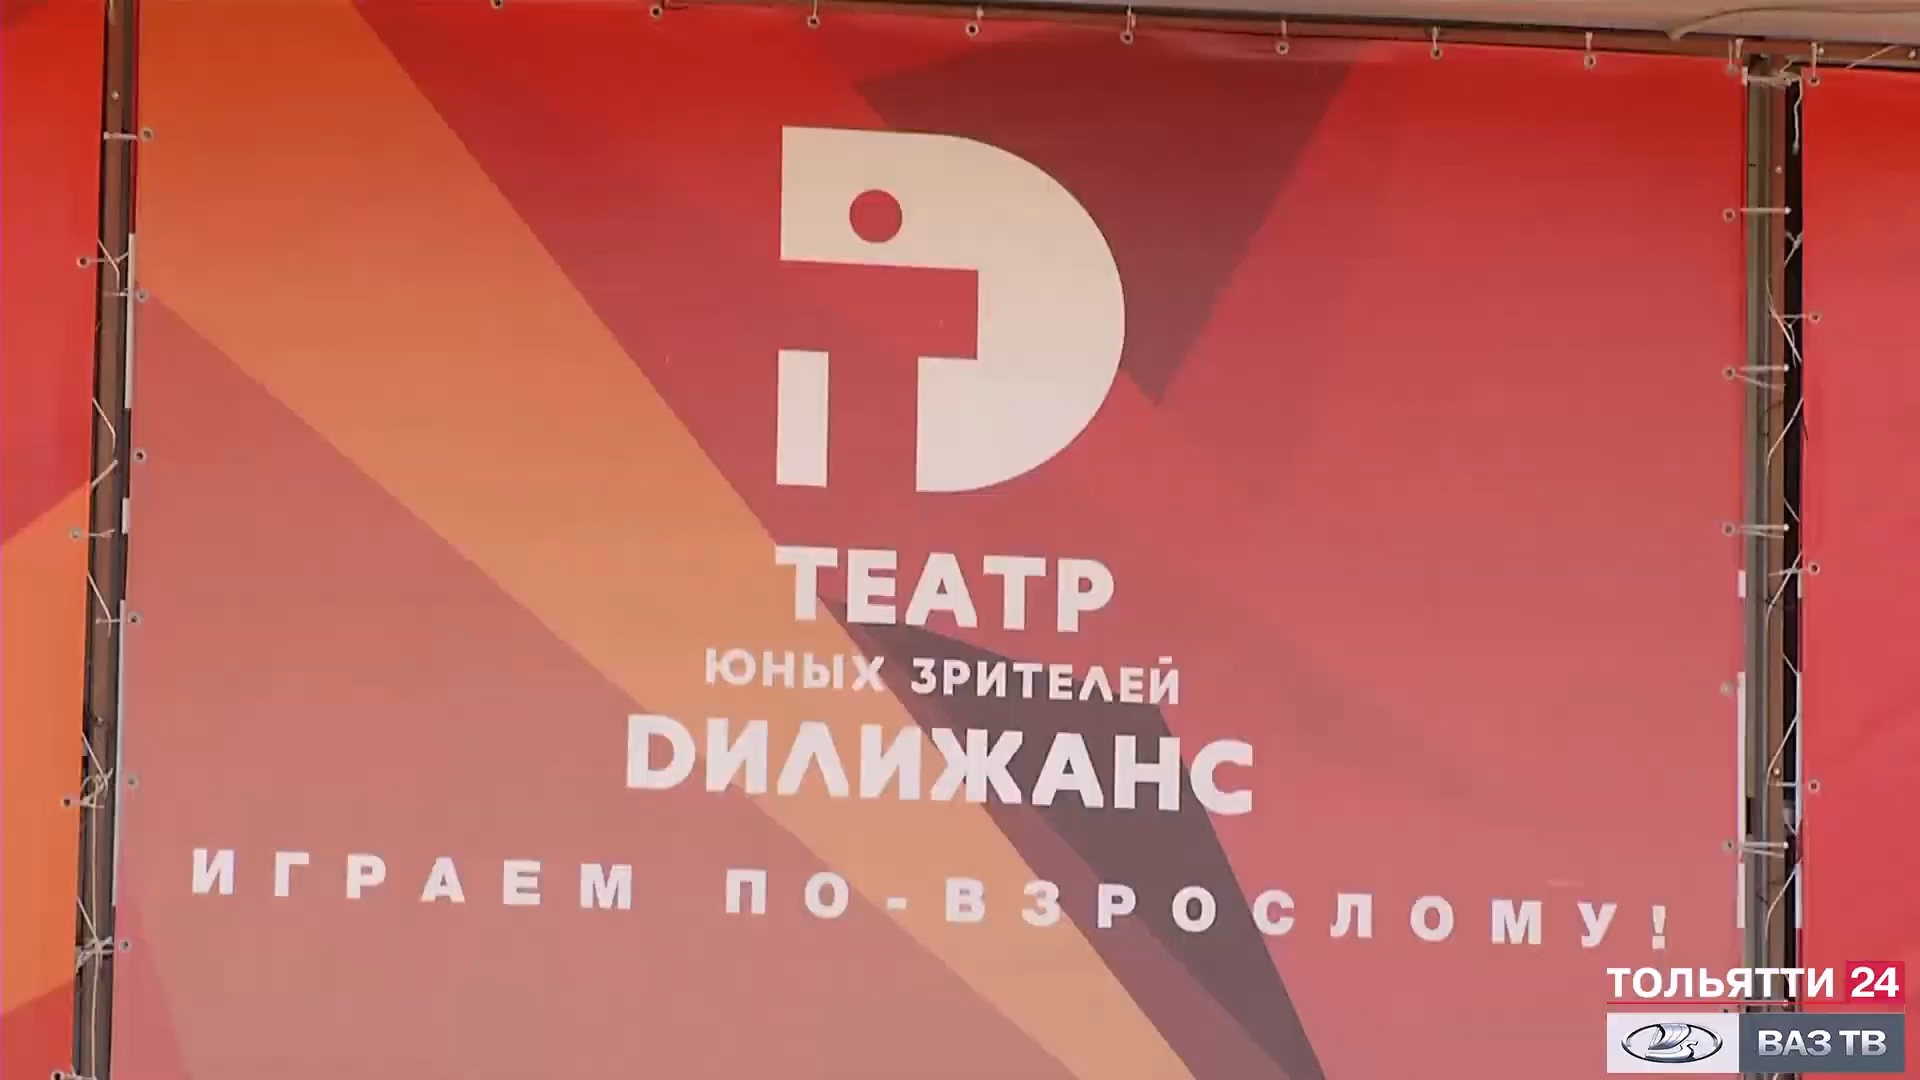 ТЕАТР
ЮНЫХ ЗРИТЕЛЕЙ
DИЛИЖАНС
ИГРАЕМ ПО-ВЗРОСЛОМУ!
ТОЛЬЯТТИ 24
ВАЗ ТВ